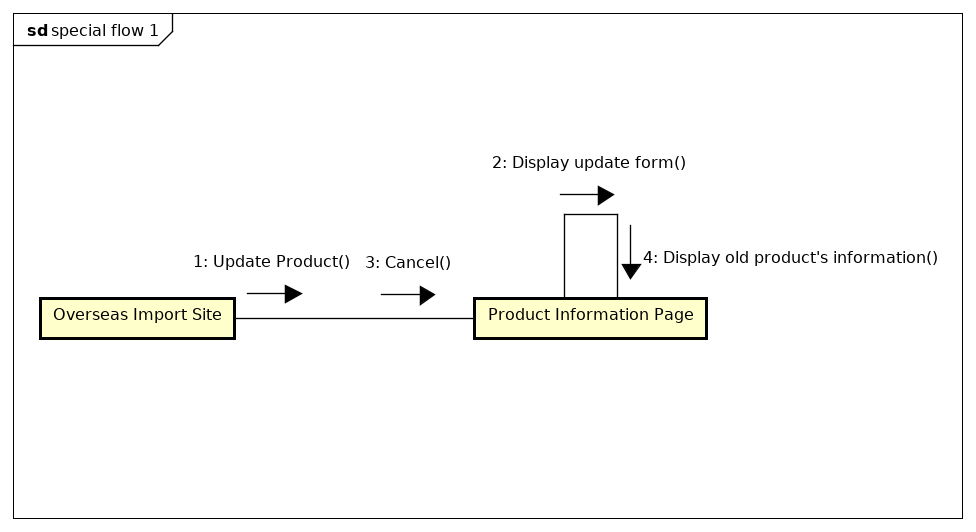 sd special flow 1
2: Display update form()
1: Update Product()
3: Cancel()
4: Display old product's information()
Overseas Import Site
Product Information Page